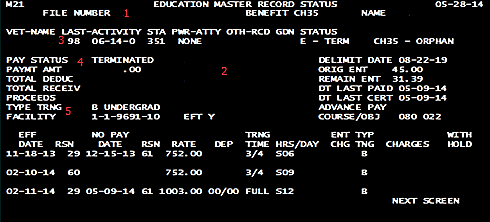 M21 EDUCATION MASTER RECORD STATUS 05-28-14
FILE NUMBER 1 BENEFIT CH35 NAME
VET-NAME LAST-ACTIVITY STA PWR-ATTY OTH-RCD GDN STATUS
3 98 06-14-0 351 NONE E - TERM CH35 - ORPHAN
PAY STATUS 4 TERMINATED DELIMIT DATE 08-22-19
PAYMT AMT .00 2 ORIG ENT 45.00
TOTAL DEDUC REMAIN ENT 31.39
TOTAL RECEIV DT LAST PAID 05-09-14
PROCEEDS DT LAST CERT 05-09-14
TYPE TRNG B UNDERGRAD ADVANCE PAY
5
FACILITY 1-1-9691-10 EFT Y COURSE/OBJ 080 022
EFF NO PAY TRNG ENT TYP WITH
DATE RSN DATE RSN RATE DEP TIME HRS/DAY CHG TNG CHARGES HOLD
11-18-13 29 12-15-13 61 752.00 3/4 S06 B
02-10-14 60 752.00 3/4 S09 B
02-11-14 29 05-09-14 61 1003.00 00/00 FULL S12 B
NEXT SCREEN